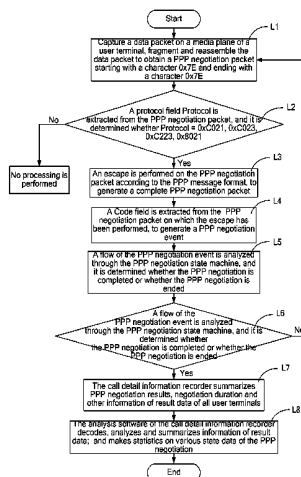 Start
L1
Capture a data packet on a media plane of a
user terminal, fragment and reassemble the
data packet to obtain a PPP negotiation packet
starting with a character 0x7E and ending with
a character 0x7E
L2
A protocol field Protocol is
extracted from the PPP negotiation packet, and it is
determined whether Protocol = 0xC021, 0xC023,
0xC223, 0x8021
No
No processing is
performed
Yes
L3
An escape is performed on the PPP negotiation
packet according to the PPP message format, to
generate a complete PPP negotiation packet
L4
A Code field is extracted from the PPP
negotiation packet on which the escape has
been performed, to generate a PPP negotiation
event
L5
A flow of the PPP negotiation event is analyzed
through the PPP negotiation state machine, and
it is determined whether the PPP negotiation is
completed or whether the PPP negotiation is
ended
L6
A flow of the
PPP negotiation event is analyzed
through the PPP negotiation state machine, and it is
determined whether
the PPP negotiation is completed or whether the
PPP negotiation is ended
No
Yes
L7
The call detail information recorder summarizes
PPP negotiation results, negotiation duration and
other information of result data of all user terminals
L8
The analysis software of the call detail information recorder
decodes, analyzes and summarizes information of result
data; and makes statistics on various state date of the PPP
negotiation
End